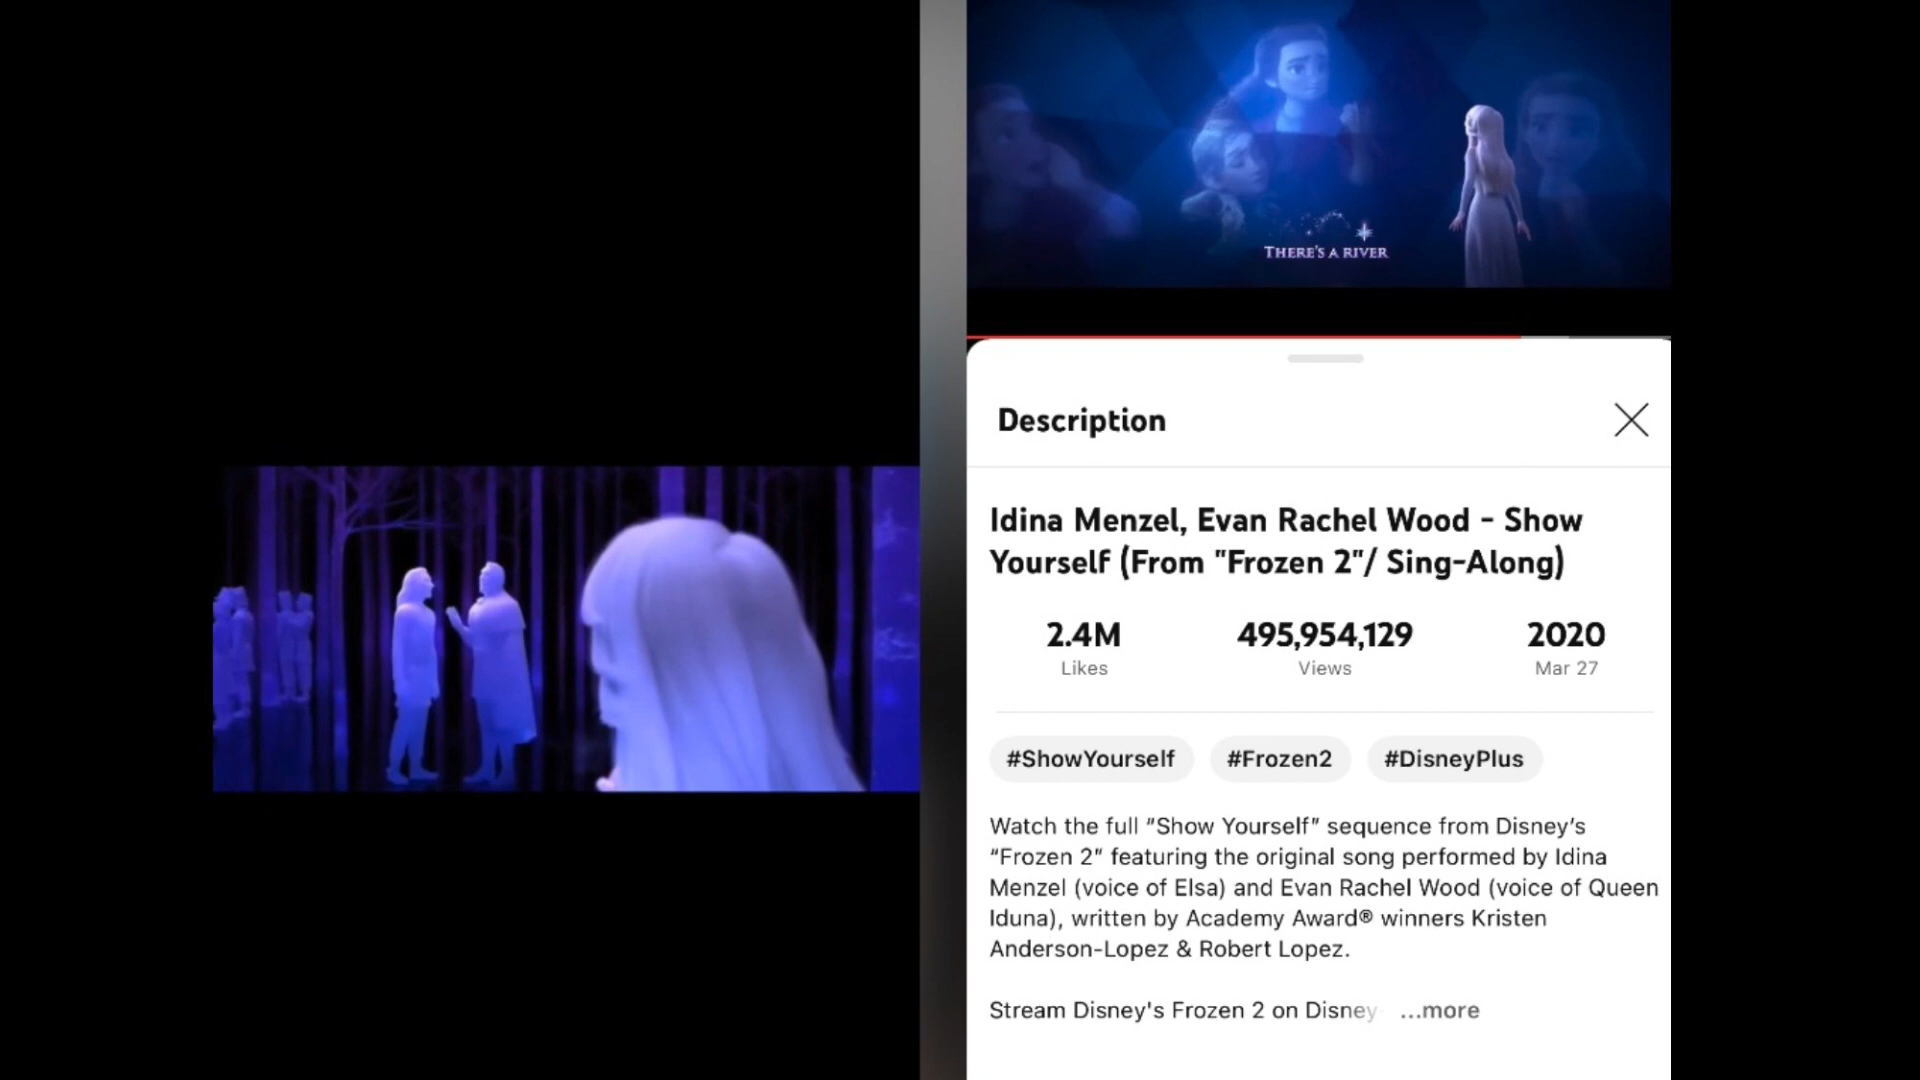 THERE'S A RIVER
Description
Idina Menzel, Evan Rachel Wood - Show
Yourself (From "Frozen 2"/ Sing-Along)
2.4M 495,954,129 2020
Likes Views Mar 27
#ShowYourself #Frozen2 #DisneyPlus
Watch the full “Show Yourself” sequence from Disney’s
“Frozen 2” featuring the original song performed by Idina
Menzel (voice of Elsa) and Evan Rachel Wood (voice of Queen
Iduna), written by Academy Award® winners Kristen
Anderson-Lopez & Robert Lopez.
Stream Disney's Frozen 2 on Disney ...more